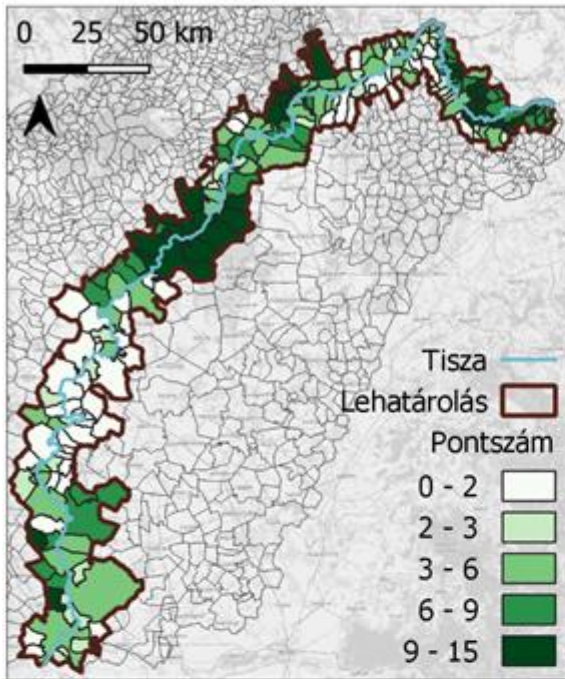 0 25 50 km
Tisza
Lehatárolás
Pontszám
0 - 2
2 - 3
3 - 6
6 - 9
9 - 15